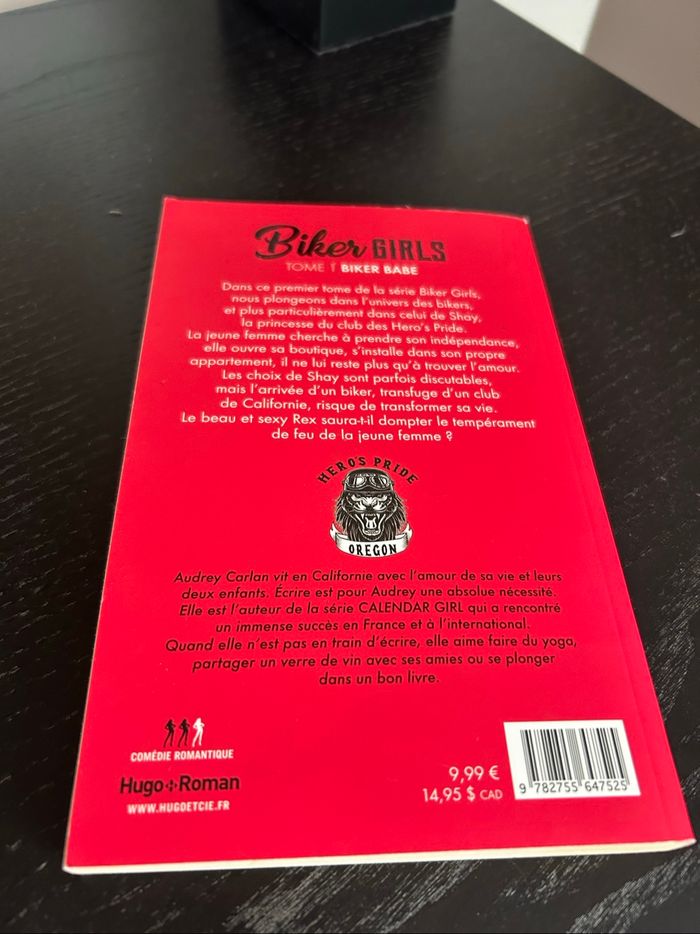 Biker GIRLS
TOME 1 BIKER BABE
Dans ce premier tome de la série Biker Girls,
nous plongeons dans l'univers des bikers,
et plus particulièrement dans celui de Shay,
la princesse du club des Hero's Pride.
La jeune femme cherche à prendre son indépendance,
elle ouvre sa boutique, s'installe dans son propre
appartement, il ne lui reste plus qu'à trouver l'amour.
Les choix de Shay sont parfois discutables,
mais l'arrivée d'un biker, transfuge d'un club
de Californie, risque de transformer sa vie.
Le beau et sexy Rex saura-t-il dompter le tempérament
de feu de la jeune femme ?
HERO'S PRIDE
OREGON
Audrey Carlan vit en Californie avec l'amour de sa vie et leurs
deux enfants. Écrire est pour Audrey une absolue nécessité.
Elle est l'auteur de la série CALENDAR GIRL qui a rencontré
un immense succès en France et à l'international.
Quand elle n'est pas en train d'écrire, elle aime faire du yoga,
partager un verre de vin avec ses amies ou se plonger
dans un bon livre.
COMÉDIE ROMANTIQUE
Hugo Roman
WWW.HUGOETCIE.FR
9,99 €
14,95 $ CAD
9 782755 647525